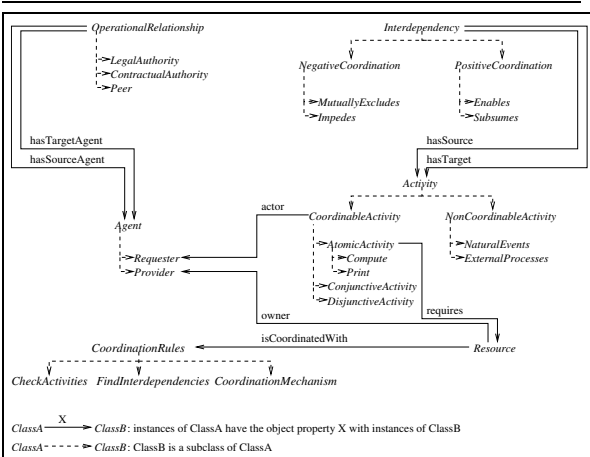 OperationalRelationship Interdependency
LegalAuthority
ContractualAuthority
Peer
NegativeCoordination PositiveCoordination
MutuallyExcludes Enables
Impedes Subsumes
hasTargetAgent hasSource
hasSourceAgent hasTarget
Activity
actor CoordinableActivity NonCoordinableActivity
Agent
AtomicActivity NaturalEvents
Requester Compute ExternalProcesses
Provider Print
ConjunctiveActivity
DisjunctiveActivity
owner requires
isCoordinatedWith
CoordinationRules Resource
CheckActivities FindInterdependencies CoordinationMechanism
ClassA X ClassB: instances of ClassA have the object property X with instances of ClassB
ClassA ClassB: ClassB is a subclass of ClassA